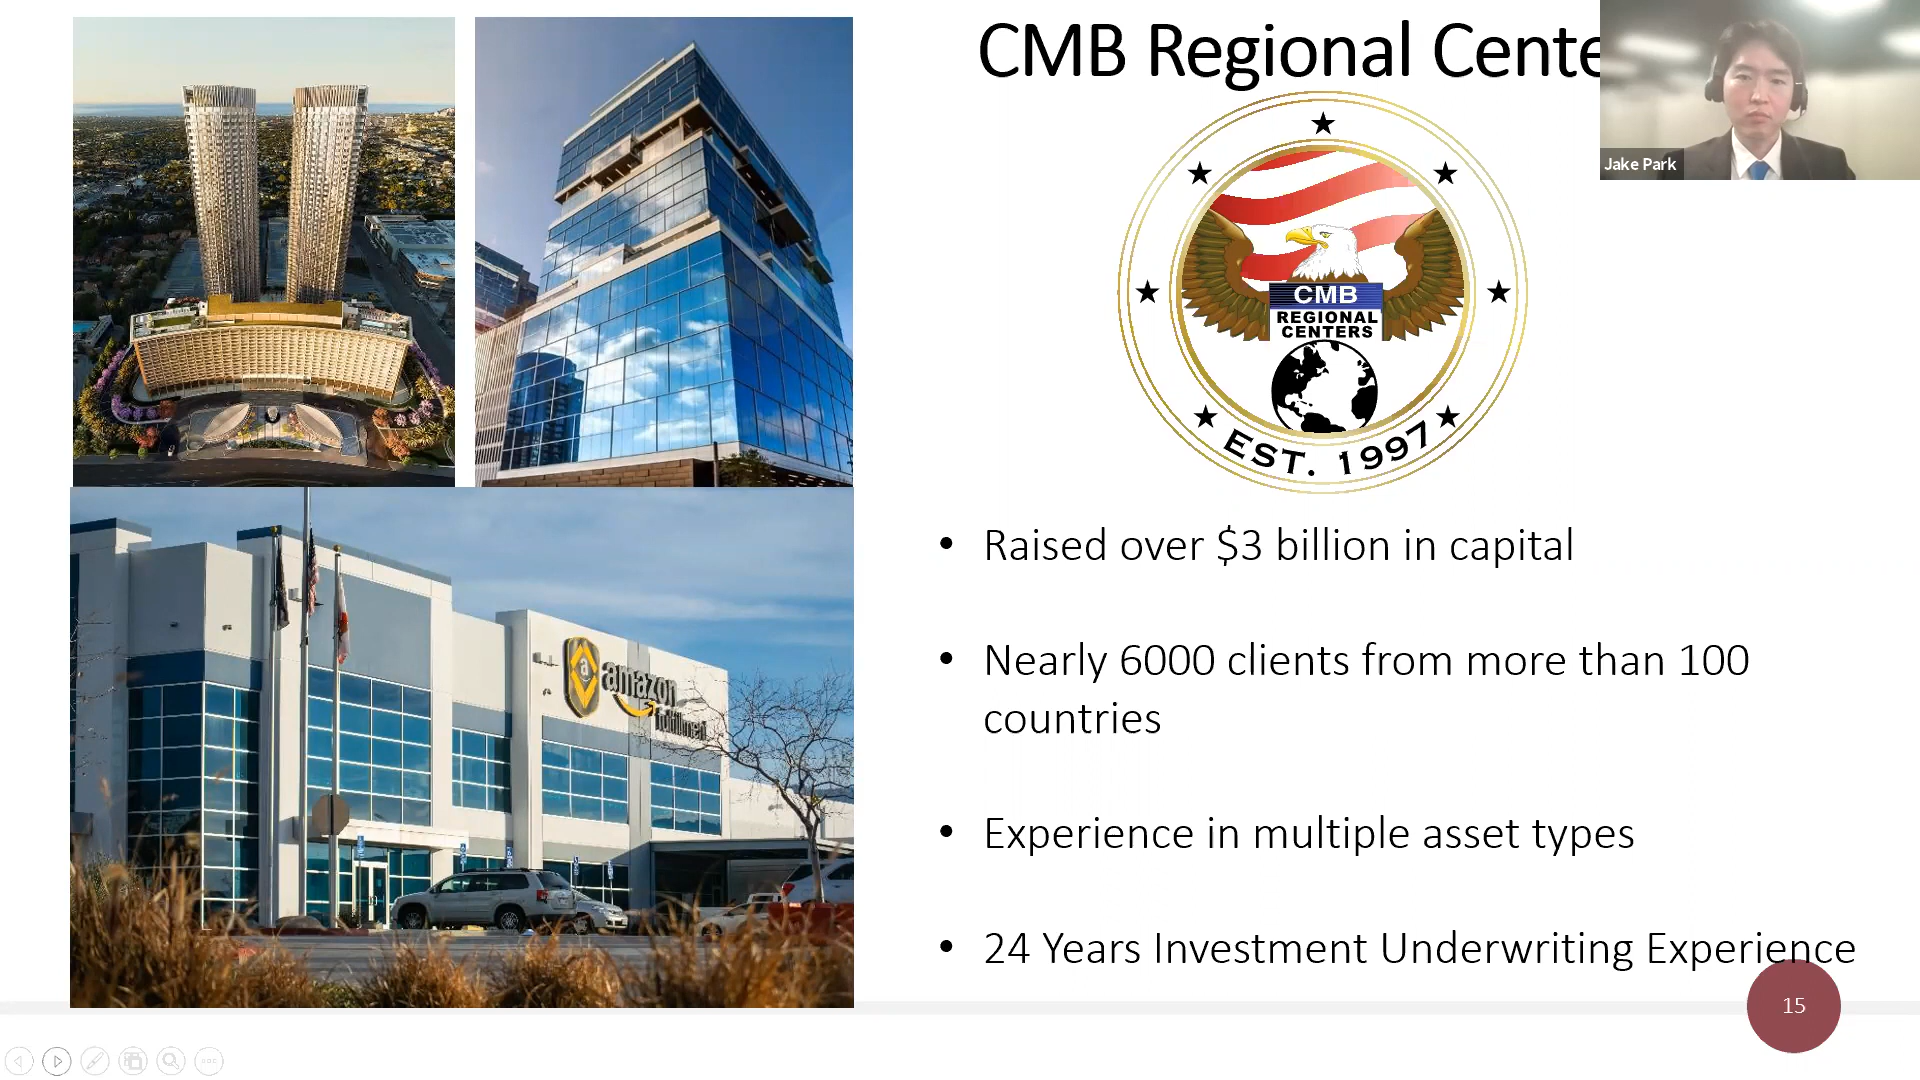 CMB Regional Cente
Jake Park
CMB
REGIONAL
CENTERS
EST. 1997
• Raised over $3 billion in capital
• Nearly 6000 clients from more than 100
countries
• Experience in multiple asset types
• 24 Years Investment Underwriting Experience
a
amazon
fulfillment
15